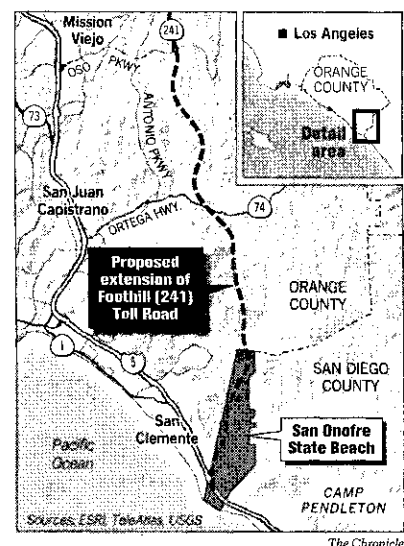 Mission
Viejo
241
Los Angeles
ORANGE
COUNTY
Detail
area
OSO PKWY.
ANTONIO PKWY.
73
San Juan
Capistrano
ORTEGA HWY.
74
Proposed
extension of
Foothill (241)
Toll Road
ORANGE
COUNTY
1
5
SAN DIEGO
COUNTY
San
Clemente
San Onofre
State Beach
Pacific
Ocean
CAMP
PENDLETON
Sources: ESRI, TeleAtlas, USGS
The Chronicle